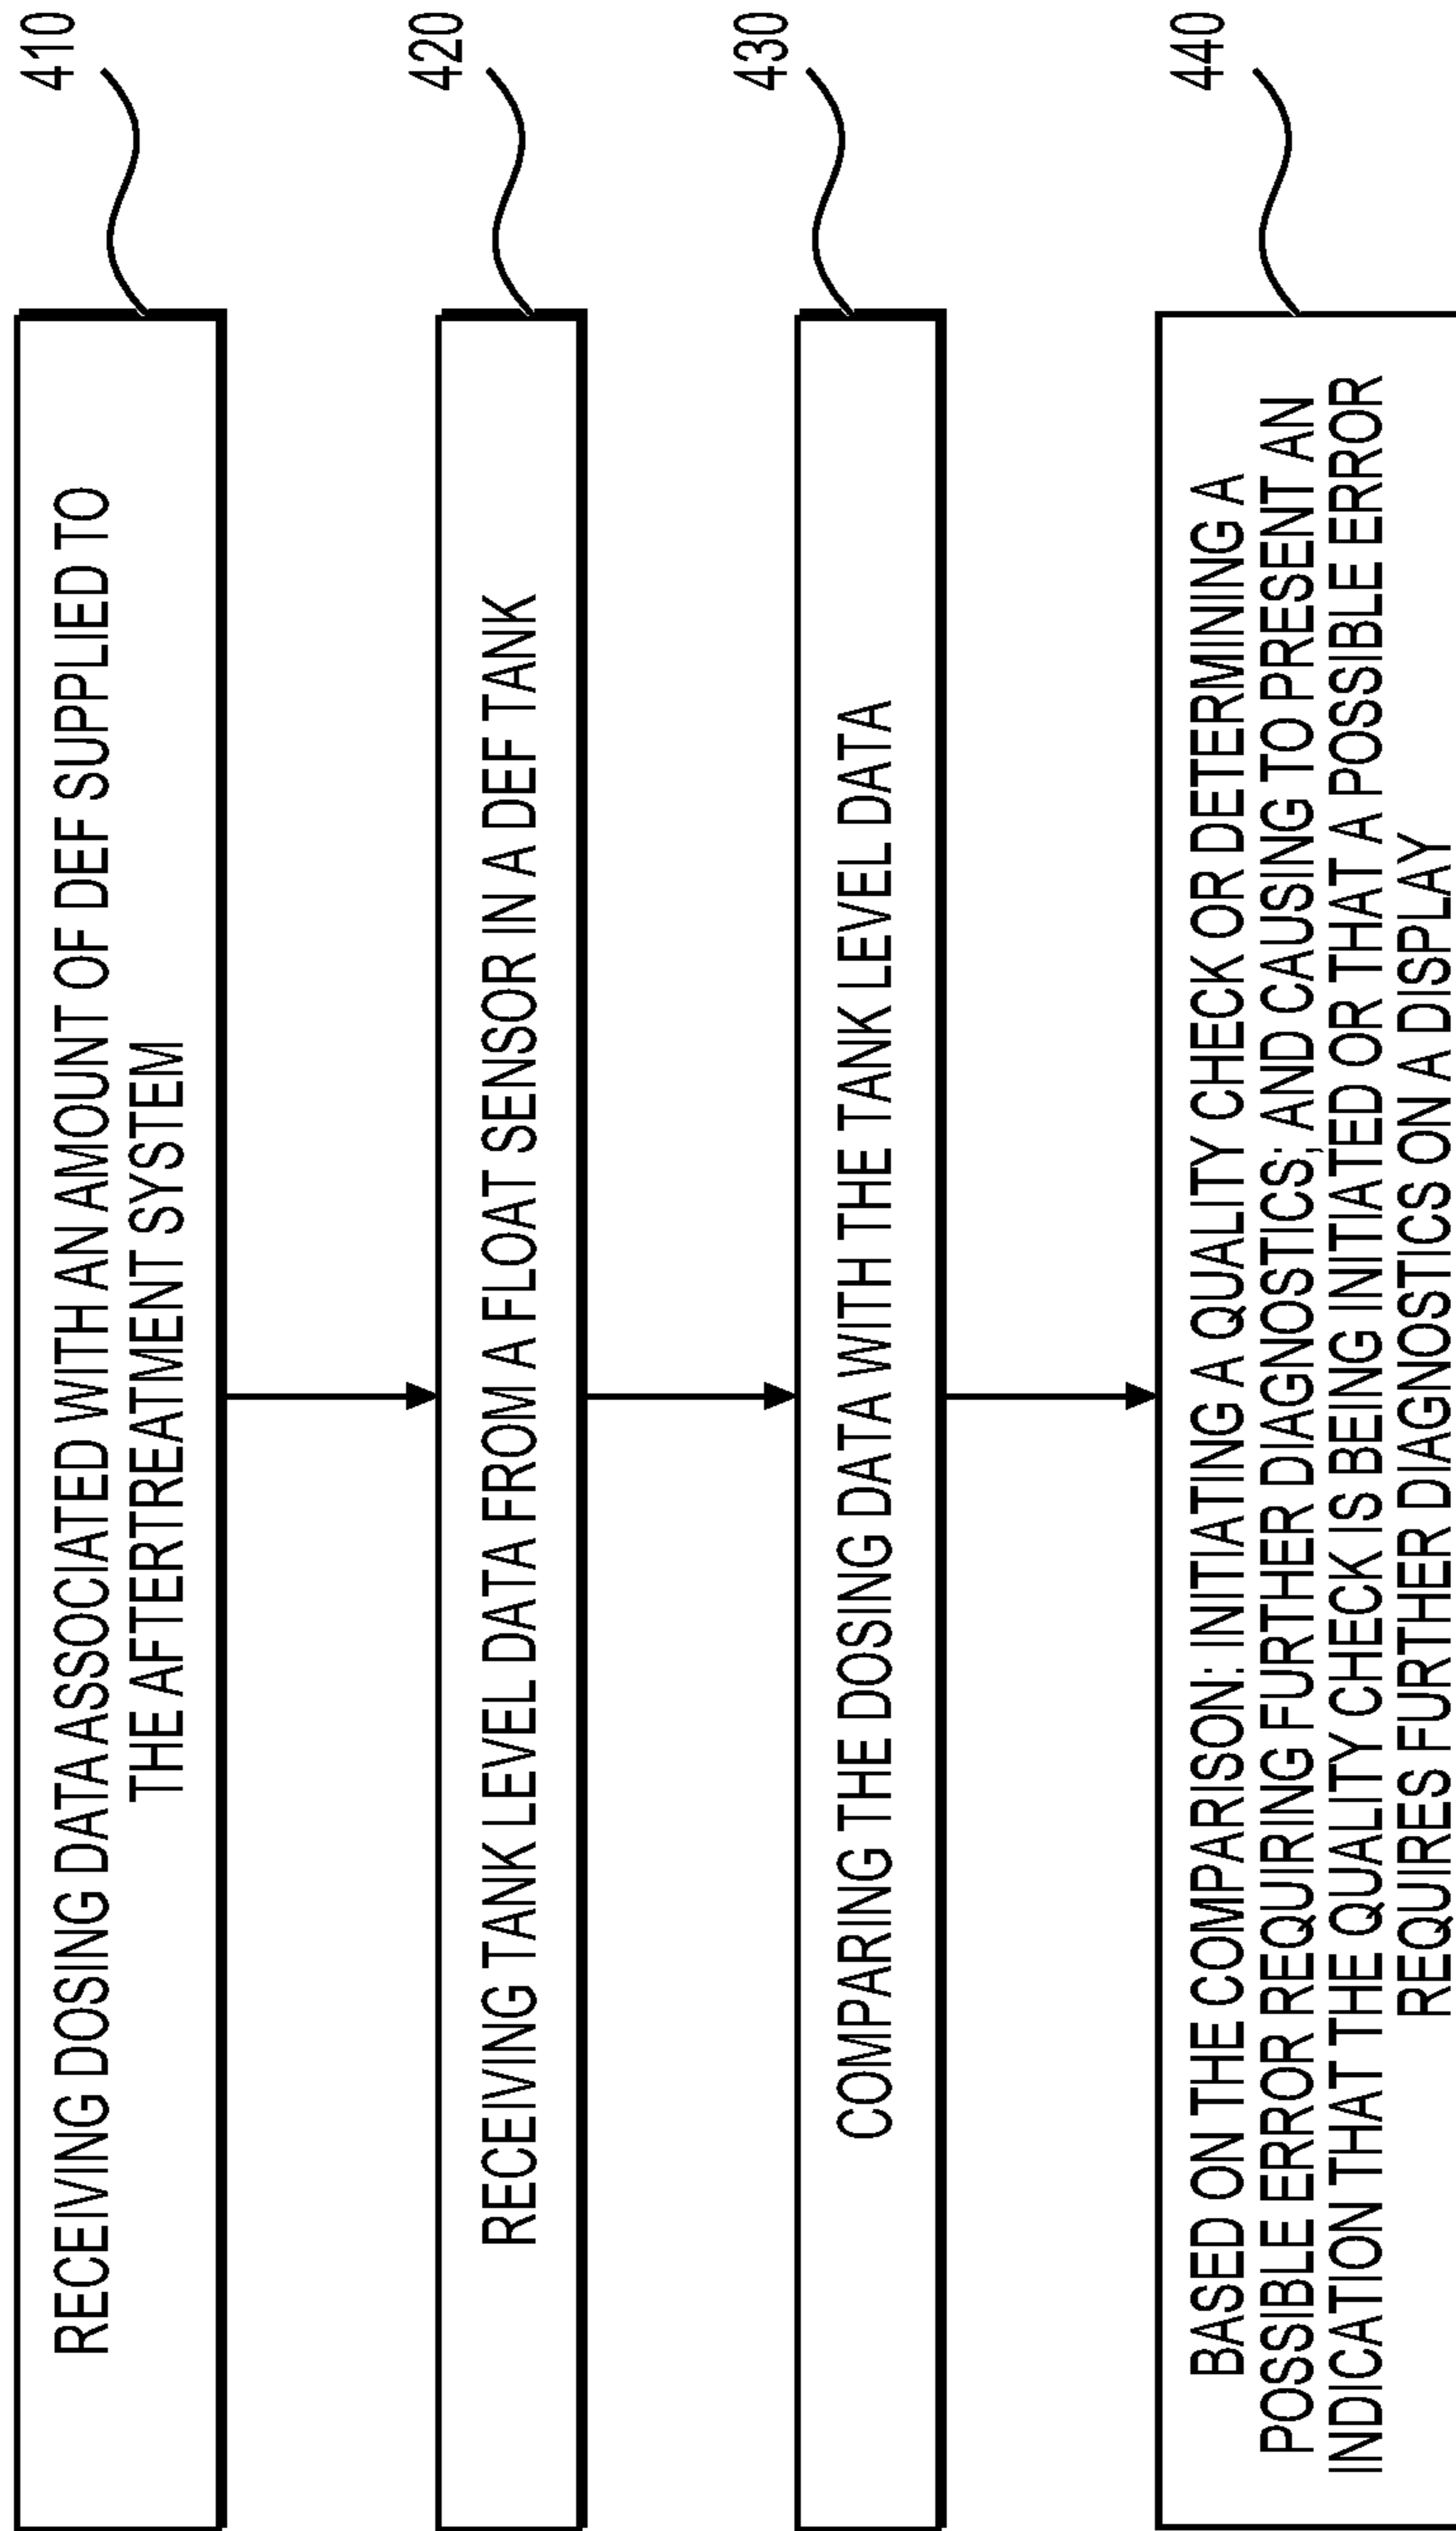 410
RECEIVING DOSING DATA ASSOCIATED WITH AN AMOUNT OF DEF SUPPLIED TO
THE AFTERTREATMENT SYSTEM
420
RECEIVING TANK LEVEL DATA FROM A FLOAT SENSOR IN A DEF TANK
430
COMPARING THE DOSING DATA WITH THE TANK LEVEL DATA
440
BASED ON THE COMPARISON: INITIATING A QUALITY CHECK OR DETERMINING A
POSSIBLE ERROR REQUIRING FURTHER DIAGNOSTICS; AND CAUSING TO PRESENT AN
INDICATION THAT THE QUALITY CHECK IS BEING INITIATED OR THAT A POSSIBLE ERROR
REQUIRES FURTHER DIAGNOSTICS ON A DISPLAY